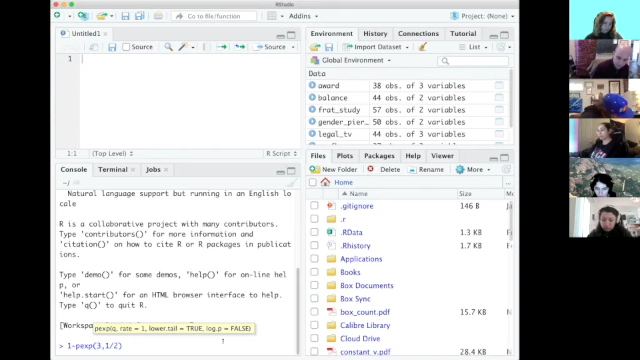 RStudio
Go to file/function
Addins
Project: (None)
Untitled1
Source on Save
Source
1
1:1 (Top Level) R Script
Console Terminal Jobs
~/
Natural language support but running in an English lo
cale
R is a collaborative project with many contributors.
Type 'contributors()' for more information and
'citation()' on how to cite R or R packages in publicat
ions.
Type 'demo()' for some demos, 'help()' for on-line hel
p, or
'help.start()' for an HTML browser interface to help.
Type 'q()' to quit R.
[Works
pexp(q, rate = 1, lower.tail = TRUE, log.p = FALSE)
> 1-pexp(3,1/2)
Environment History Connections Tutorial
Import Dataset List
Global Environment
Data
award 38 obs. of 3 variables
balance 44 obs. of 2 variables
frat_study 57 obs. of 2 variables
gender_pier… 50 obs. of 2 variables
legal_tv 44 obs. of 3 variables
Files Plots Packages Help Viewer
New Folder Delete Rename More
Home
Name Size
.gitignore 146 B
.r
.RData 1.3 KB
.Rhistory 1.7 KB
Applications
Books
Box Documents
Box Sync
box_count.pdf 15.7 KB
Calibre Library
Cloud Drive
constant_v.pdf 4.4 KB